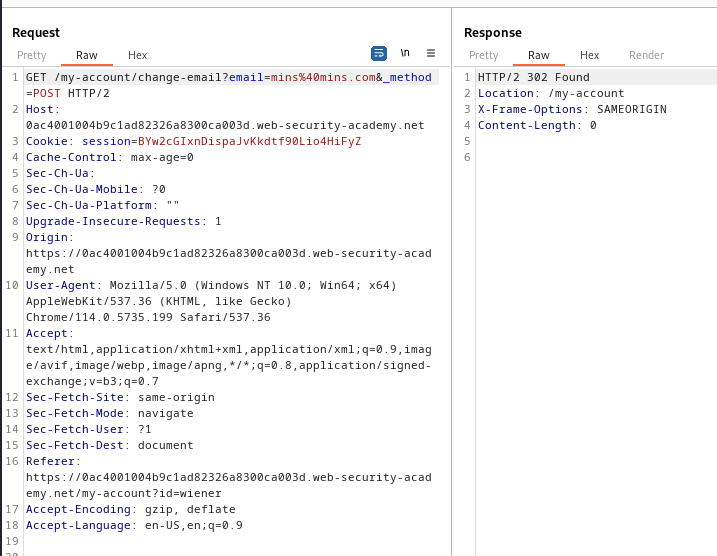 Request
Pretty Raw Hex
\n
1 GET /my-account/change-email?email=mins%40mins.com&_method
=POST HTTP/2
2 Host:
0ac4001004b9c1ad82326a8300ca003d.web-security-academy.net
3 Cookie: session=BYw2cGIxnDispaJvKkdtf90Lio4HiFyZ
4 Cache-Control: max-age=0
5 Sec-Ch-Ua:
6 Sec-Ch-Ua-Mobile: ?0
7 Sec-Ch-Ua-Platform: ""
8 Upgrade-Insecure-Requests: 1
9 Origin:
https://0ac4001004b9c1ad82326a8300ca003d.web-security-acad
emy.net
10 User-Agent: Mozilla/5.0 (Windows NT 10.0; Win64; x64)
AppleWebKit/537.36 (KHTML, like Gecko)
Chrome/114.0.5735.199 Safari/537.36
11 Accept:
text/html,application/xhtml+xml,application/xml;q=0.9,imag
e/avif,image/webp,image/apng,*/*;q=0.8,application/signed-
exchange;v=b3;q=0.7
12 Sec-Fetch-Site: same-origin
13 Sec-Fetch-Mode: navigate
14 Sec-Fetch-User: ?1
15 Sec-Fetch-Dest: document
16 Referer:
https://0ac4001004b9c1ad82326a8300ca003d.web-security-acad
emy.net/my-account?id=wiener
17 Accept-Encoding: gzip, deflate
18 Accept-Language: en-US,en;q=0.9
19
20
Response
Pretty Raw Hex Render
1 HTTP/2 302 Found
2 Location: /my-account
3 X-Frame-Options: SAMEORIGIN
4 Content-Length: 0
5
6